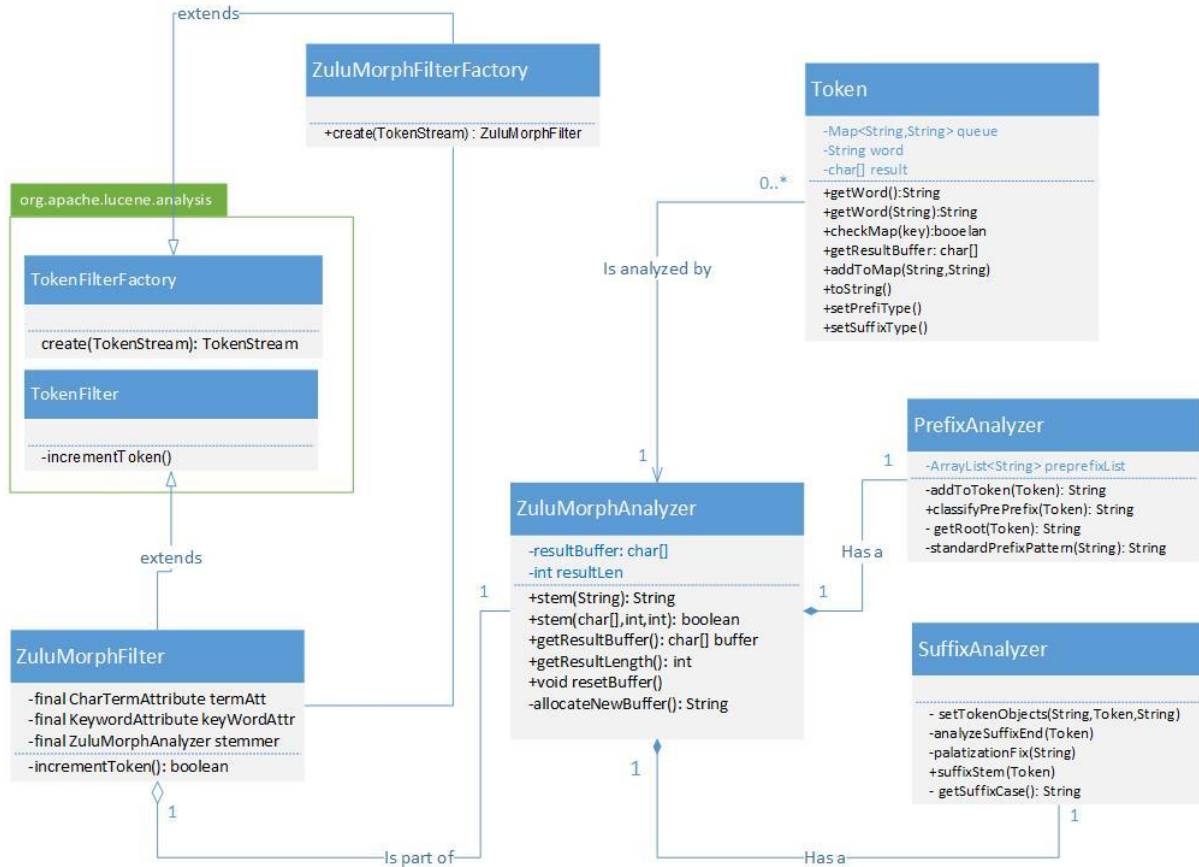 extends
ZuluMorphFilterFactory
+create(TokenStream) : ZuluMorphFilter
Token
-Map<String,String> queue
-String word
-char[] result
+getWord():String
+getWord(String):String
+checkMap(key):booelan
+getResultBuffer: char[]
+addToMap(String,String)
+toString()
+setPrefiType()
+setSuffixType()
0..*
Is analyzed by
1
org.apache.lucene.analysis
TokenFilterFactory
create(TokenStream): TokenStream
TokenFilter
-incrementToken()
extends
ZuluMorphFilter
-final CharTermAttribute termAtt
-final KeywordAttribute keyWordAttr
-final ZuluMorphAnalyzer stemmer
-incrementToken(): boolean
1
Is part of
1
ZuluMorphAnalyzer
-resultBuffer: char[]
-int resultLen
+stem(String): String
+stem(char[],int,int): boolean
+getResultBuffer(): char[] buffer
+getResultLength(): int
+void resetBuffer()
-allocateNewBuffer(): String
1
Has a
1
PrefixAnalyzer
-ArrayList<String> preprefixList
-addToToken(Token): String
+classifyPrePrefix(Token): String
- getRoot(Token): String
-standardPrefixPattern(String): String
SuffixAnalyzer
- setTokenObjects(String,Token,String)
-analyzeSuffixEnd(Token)
-palatizationFix(String)
+suffixStem(Token)
- getSuffixCase(): String
1
Has a
1